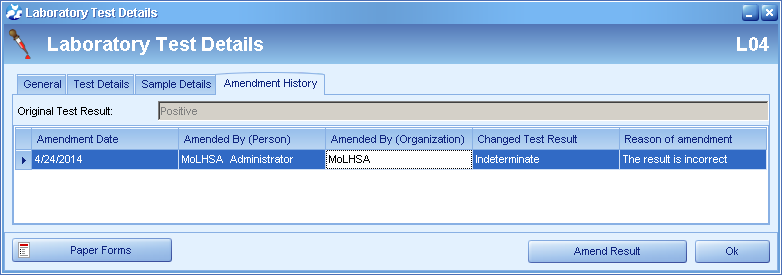 Laboratory Test Details
Laboratory Test Details L04
General Test Details Sample Details Amendment History
Original Test Result: Positive
Amendment Date Amended By (Person) Amended By (Organization) Changed Test Result Reason of amendment
4/24/2014 MoLHSA Administrator MoLHSA Indeterminate The result is incorrect
Paper Forms Amend Result Ok